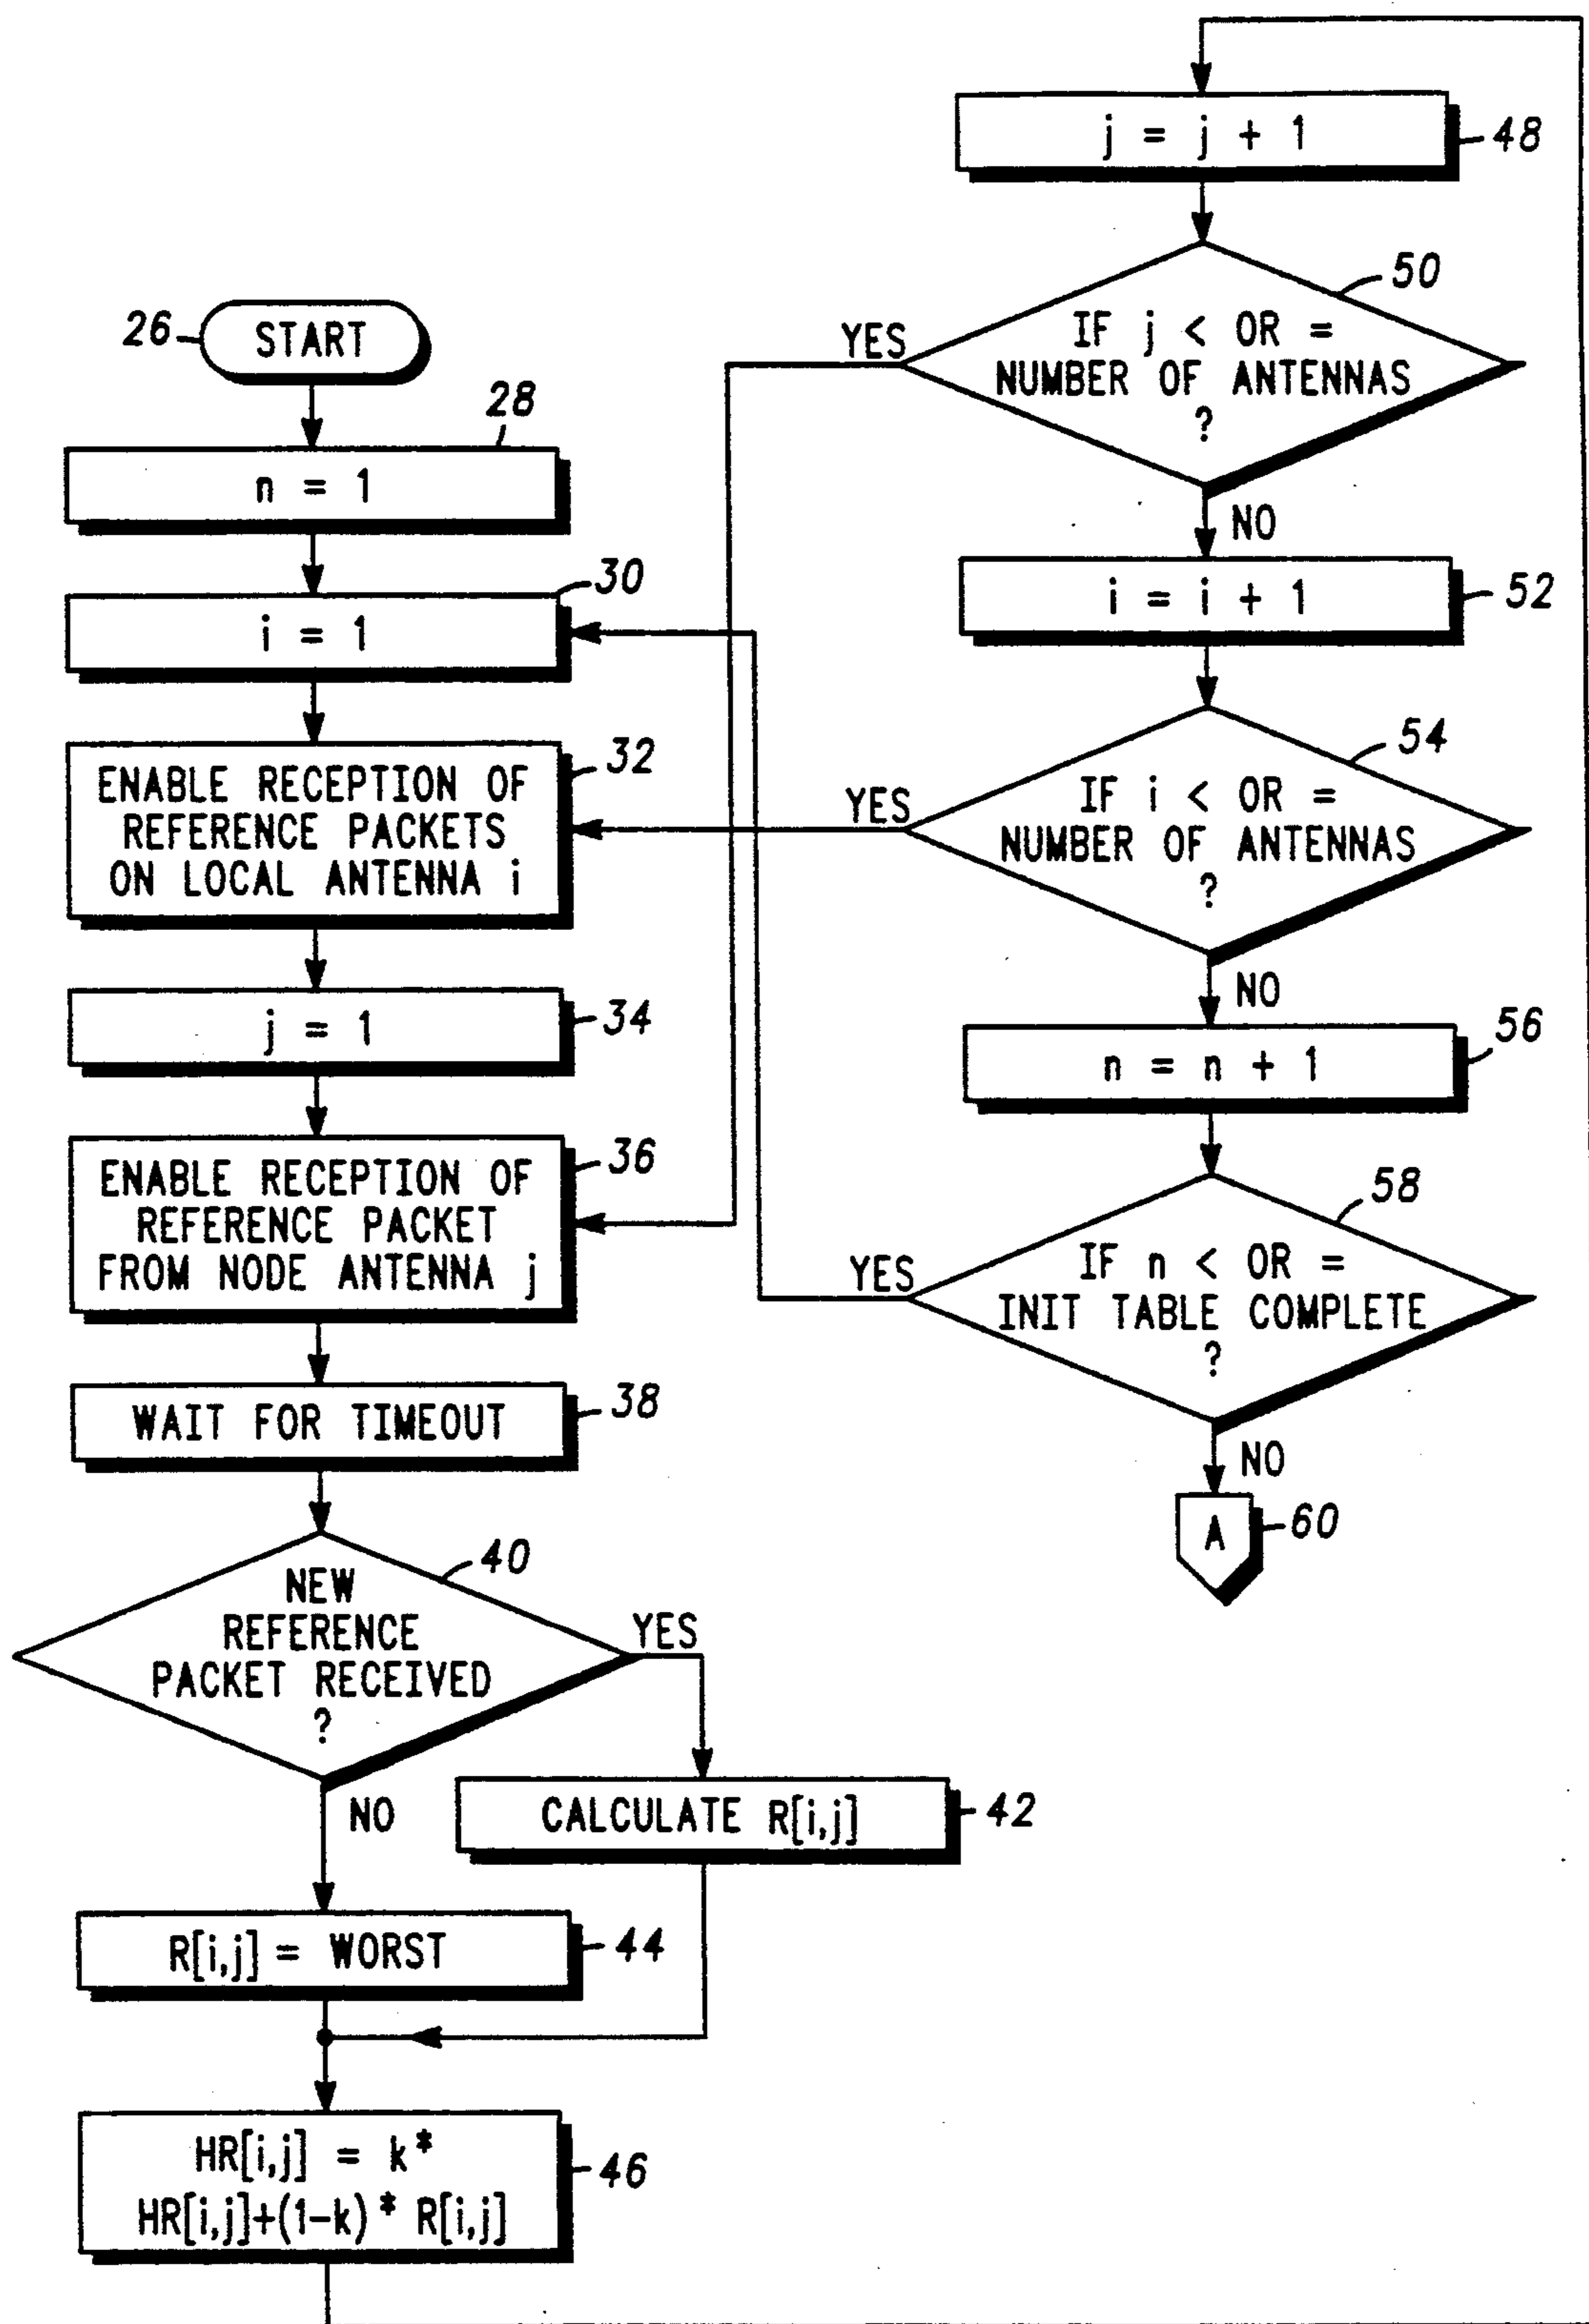 26
START
28
n = 1
30
i = 1
32
ENABLE RECEPTION OF
REFERENCE PACKETS
ON LOCAL ANTENNA i
34
j = 1
36
ENABLE RECEPTION OF
REFERENCE PACKET
FROM NODE ANTENNA j
38
WAIT FOR TIMEOUT
40
NEW
REFERENCE
PACKET RECEIVED
?
YES
NO
CALCULATE R[i,j]
42
R[i,j] = WORST
44
HR[i,j] = k*
HR[i,j]+(1-k)* R[i,j]
46
j = j + 1
48
50
YES
IF j < OR =
NUMBER OF ANTENNAS
?
NO
i = i + 1
52
54
YES
IF i < OR =
NUMBER OF ANTENNAS
?
NO
56
n = n + 1
58
YES
IF n < OR =
INIT TABLE COMPLETE
?
NO
A
60